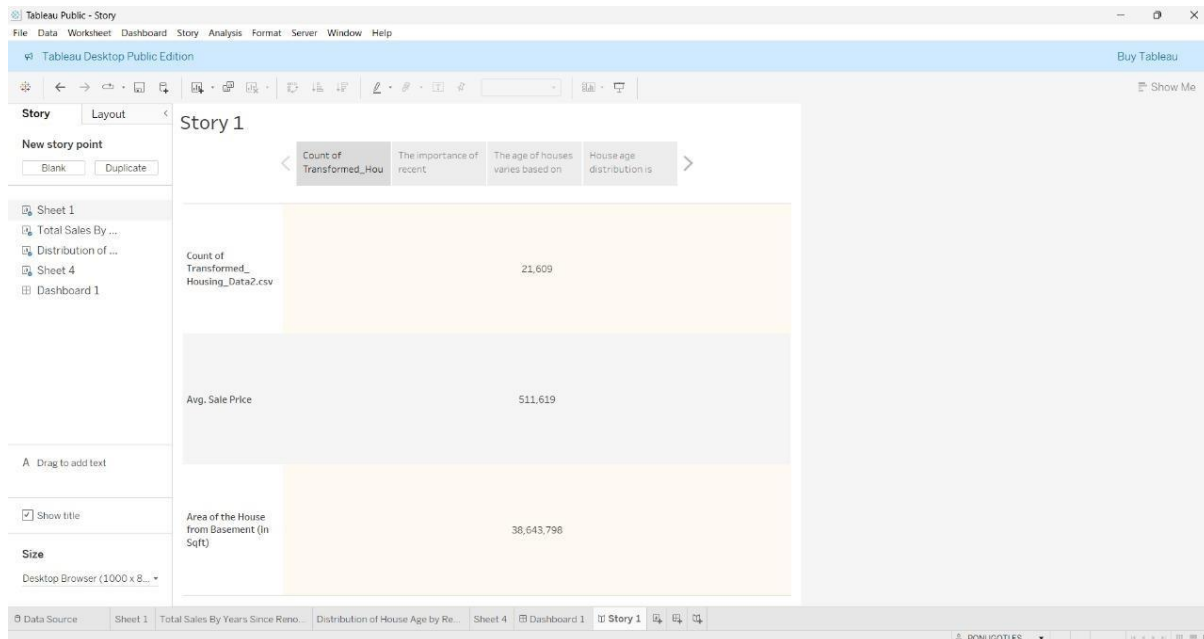 Tableau Public - Story
File Data Worksheet Dashboard Story Analysis Format Server Window Help
Tableau Desktop Public Edition
Buy Tableau
Show Me
Story
Layout
New story point
Blank
Duplicate
Sheet 1
Total Sales By ...
Distribution of ...
Sheet 4
Dashboard 1
A Drag to add text
Show title
Size
Desktop Browser (1000 x 8...
Story 1
Count of
Transformed_Hou
The importance of
recent
The age of houses
varies based on
House age
distribution is
Count of
Transformed_
Housing_Data2.csv
21,609
Avg. Sale Price
511,619
Area of the House
from Basement (in
Sqft)
38,643,798
Data Source Sheet 1 Total Sales By Years Since Reno... Distribution of House Age by Re... Sheet 4 Dashboard 1 Story 1